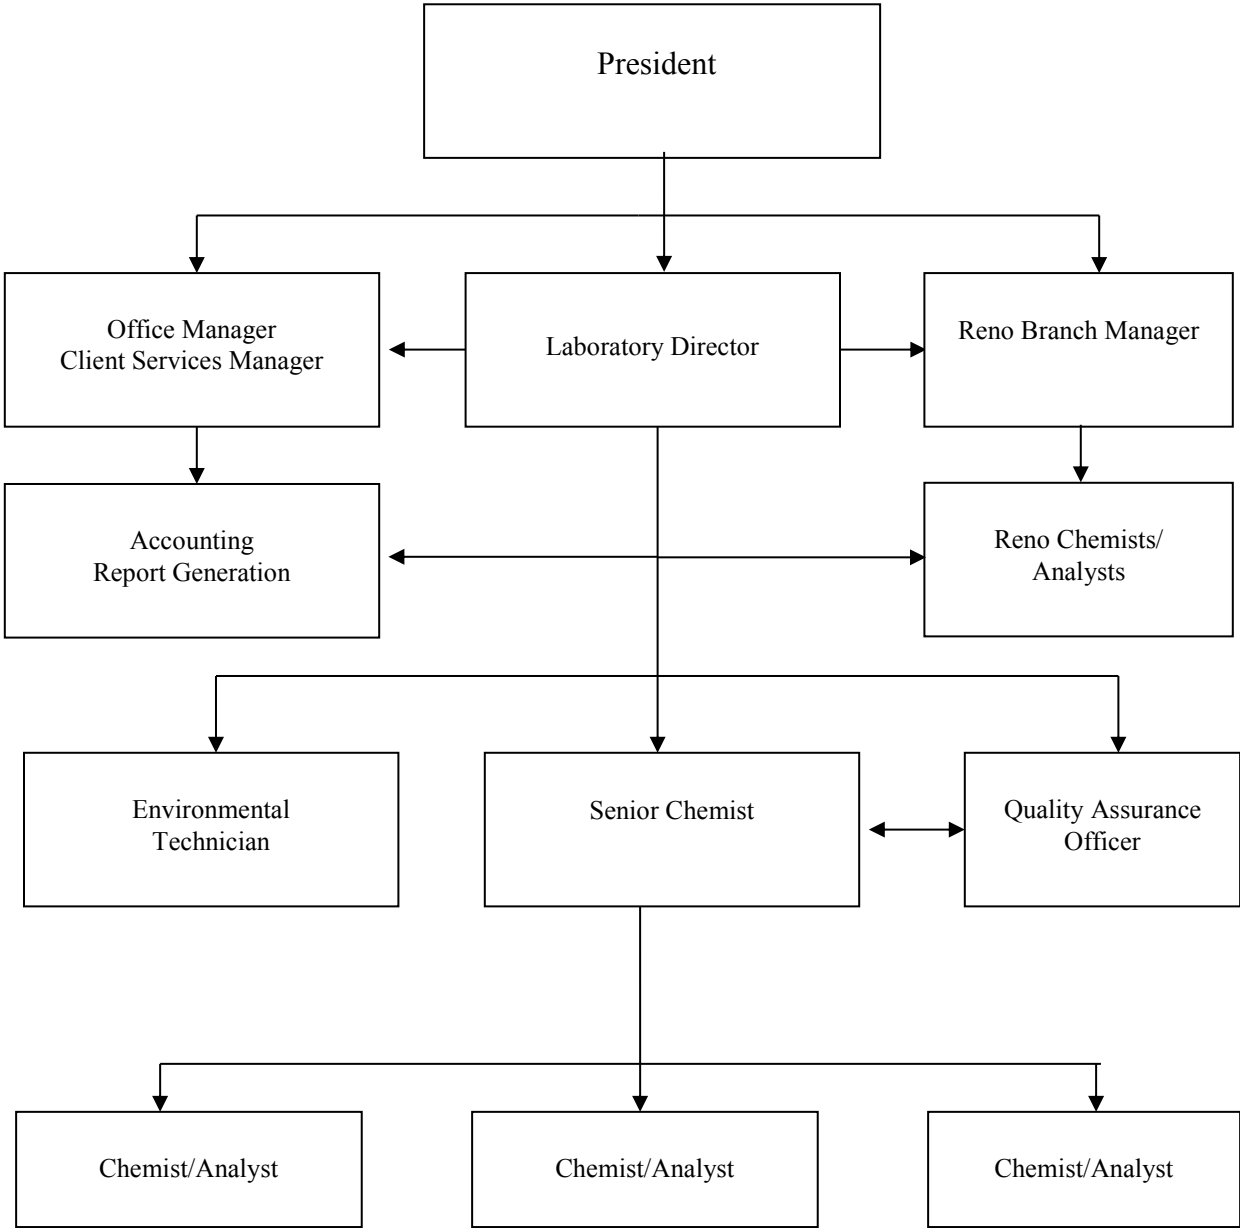 President
Office Manager
Client Services Manager
Laboratory Director
Reno Branch Manager
Accounting
Report Generation
Reno Chemists/
Analysts
Environmental
Technician
Senior Chemist
Quality Assurance
Officer
Chemist/Analyst
Chemist/Analyst
Chemist/Analyst